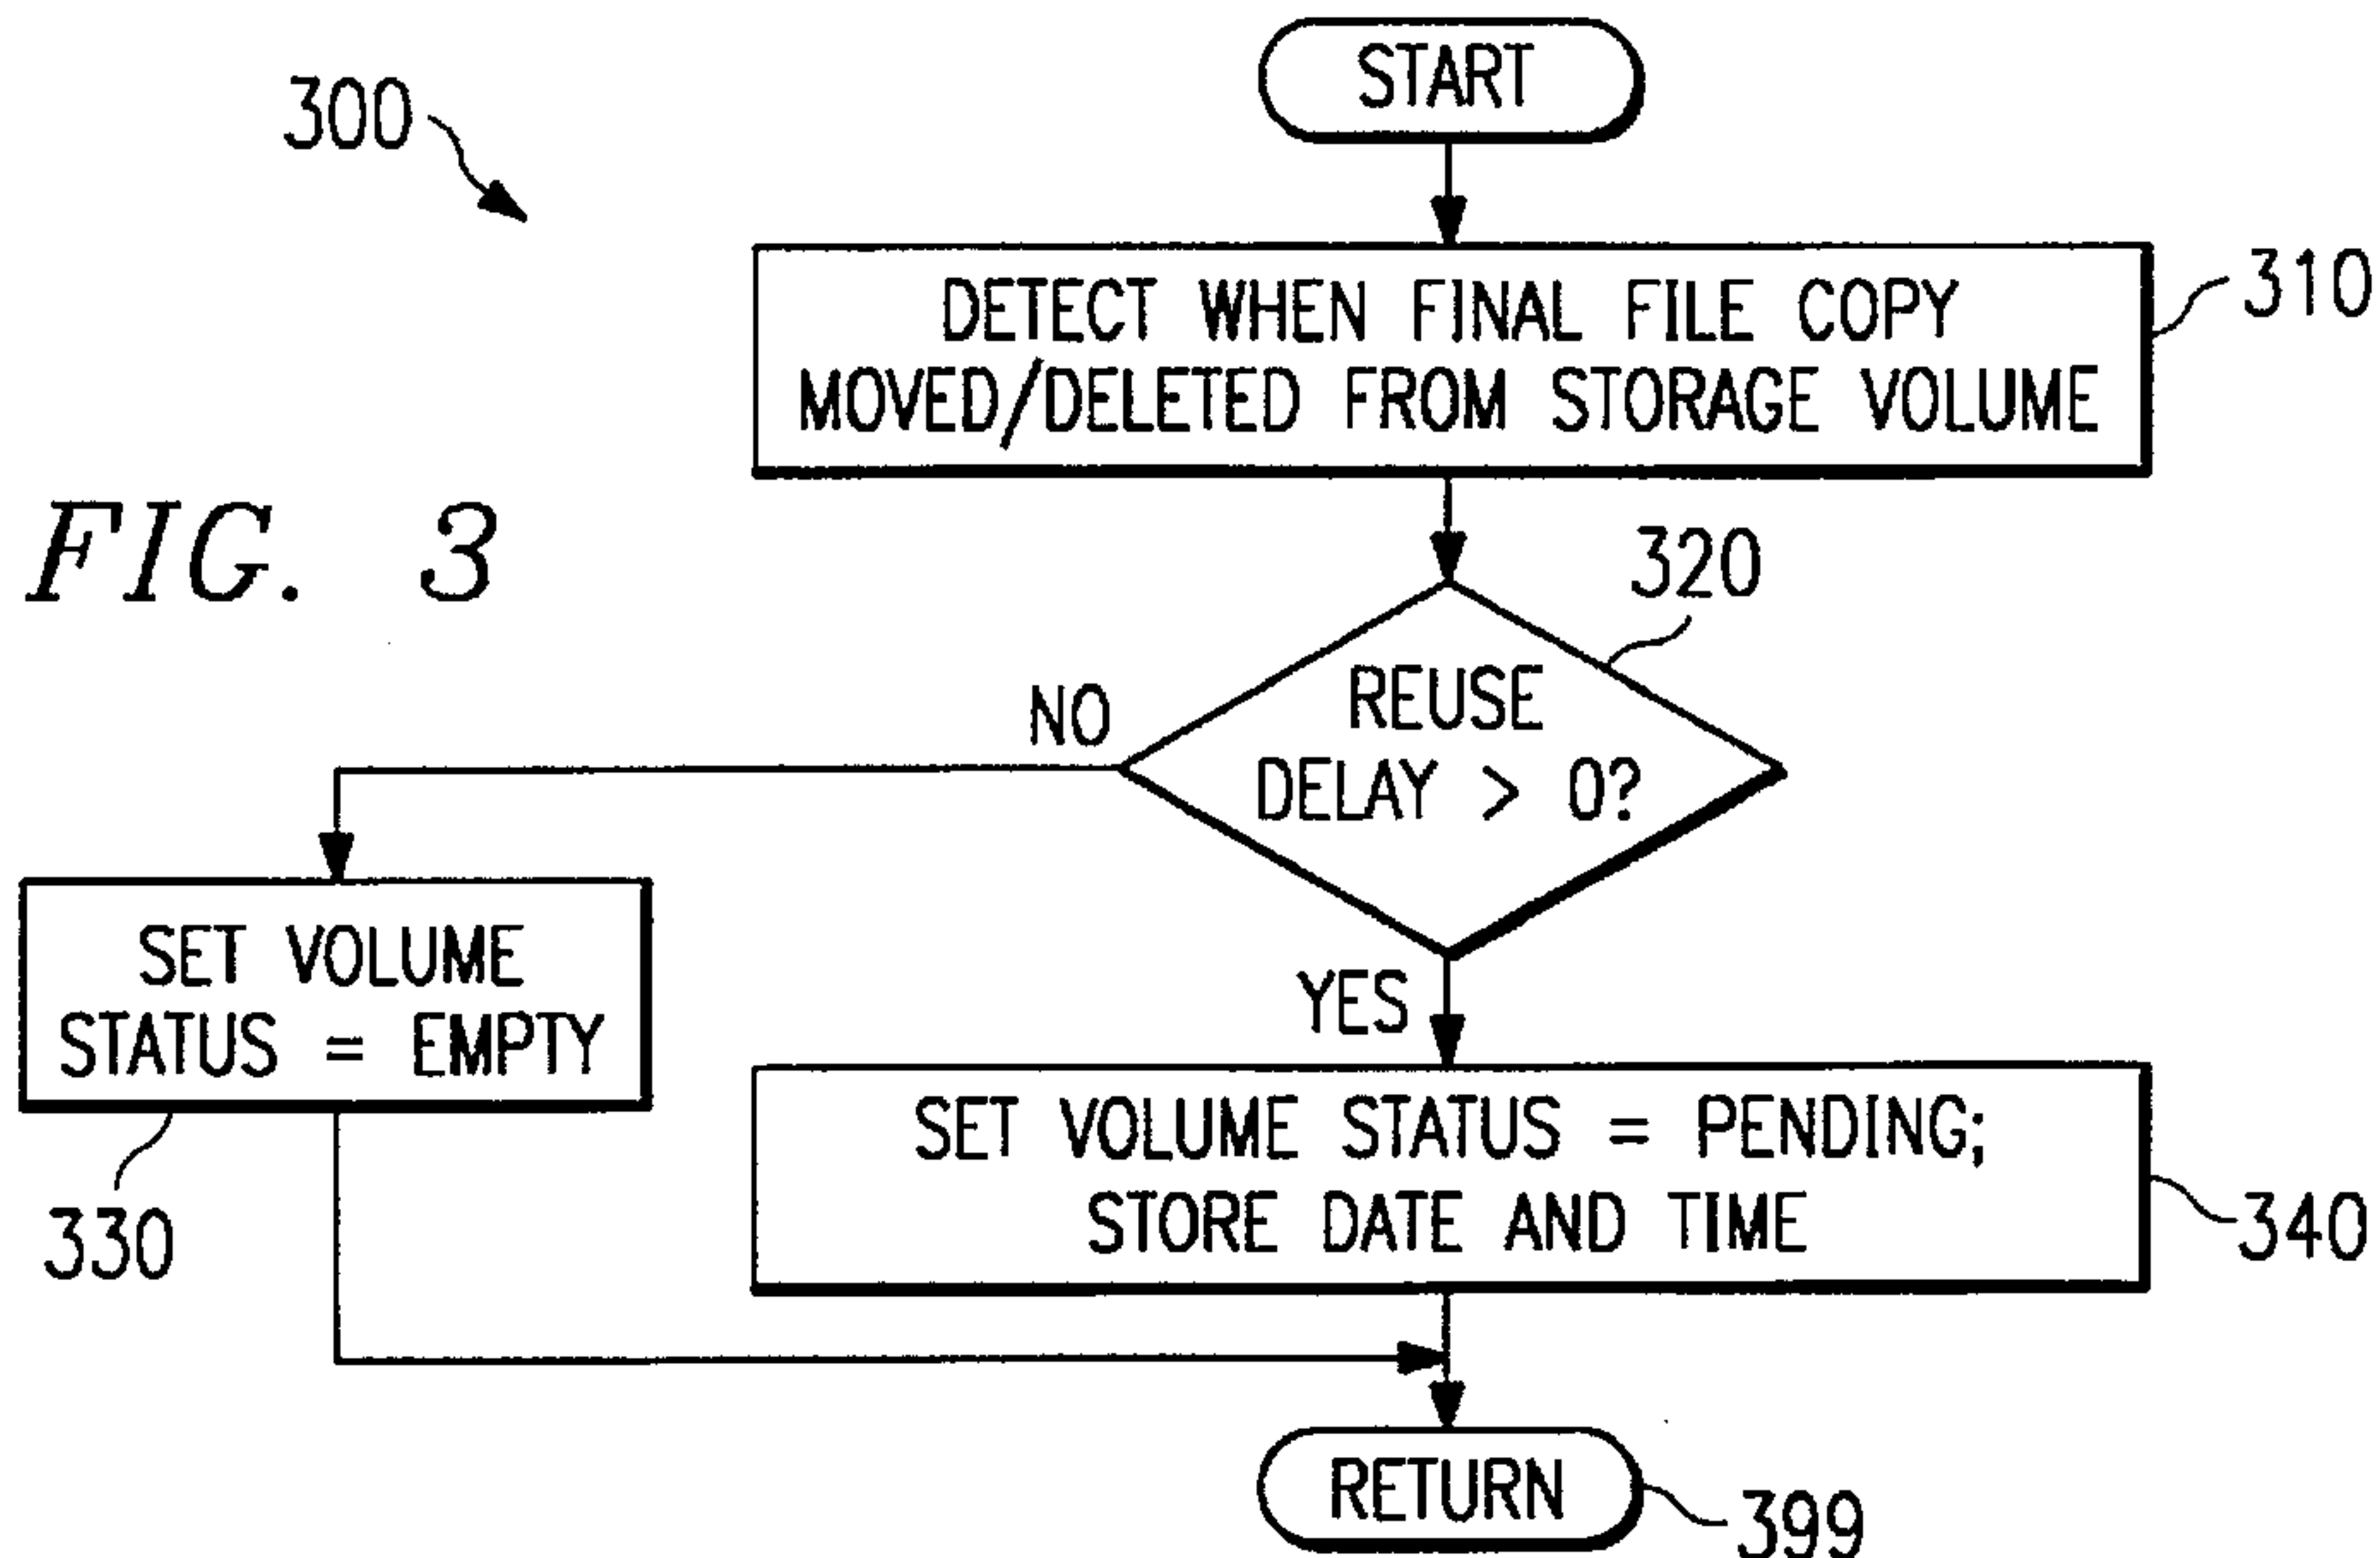 START
300
DETECT WHEN FINAL FILE COPY
MOVED/DELETED FROM STORAGE VOLUME
310
FIG. 3
320
REUSE
DELAY > 0?
NO
YES
SET VOLUME
STATUS = EMPTY
330
SET VOLUME STATUS = PENDING;
STORE DATE AND TIME
340
RETURN
399